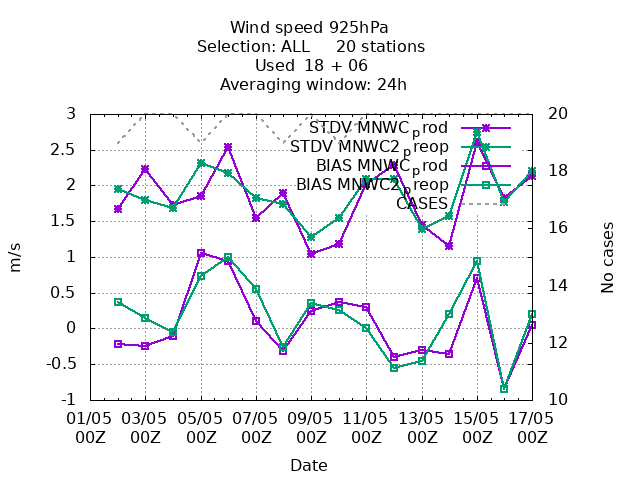 Wind speed 925hPa
Selection: ALL 20 stations
Used 18 + 06
Averaging window: 24h
3
2.5
2
1.5
1
0.5
0
-0.5
-1
m/s
20
18
16
14
12
10
No cases
STDV MNWC_prod
STDV MNWC2_preop
BIAS MNWC_prod
BIAS MNWC2_preop
CASES
01/05 03/05 05/05 07/05 09/05 11/05 13/05 15/05 17/05
00Z 00Z 00Z 00Z 00Z 00Z 00Z 00Z 00Z
Date